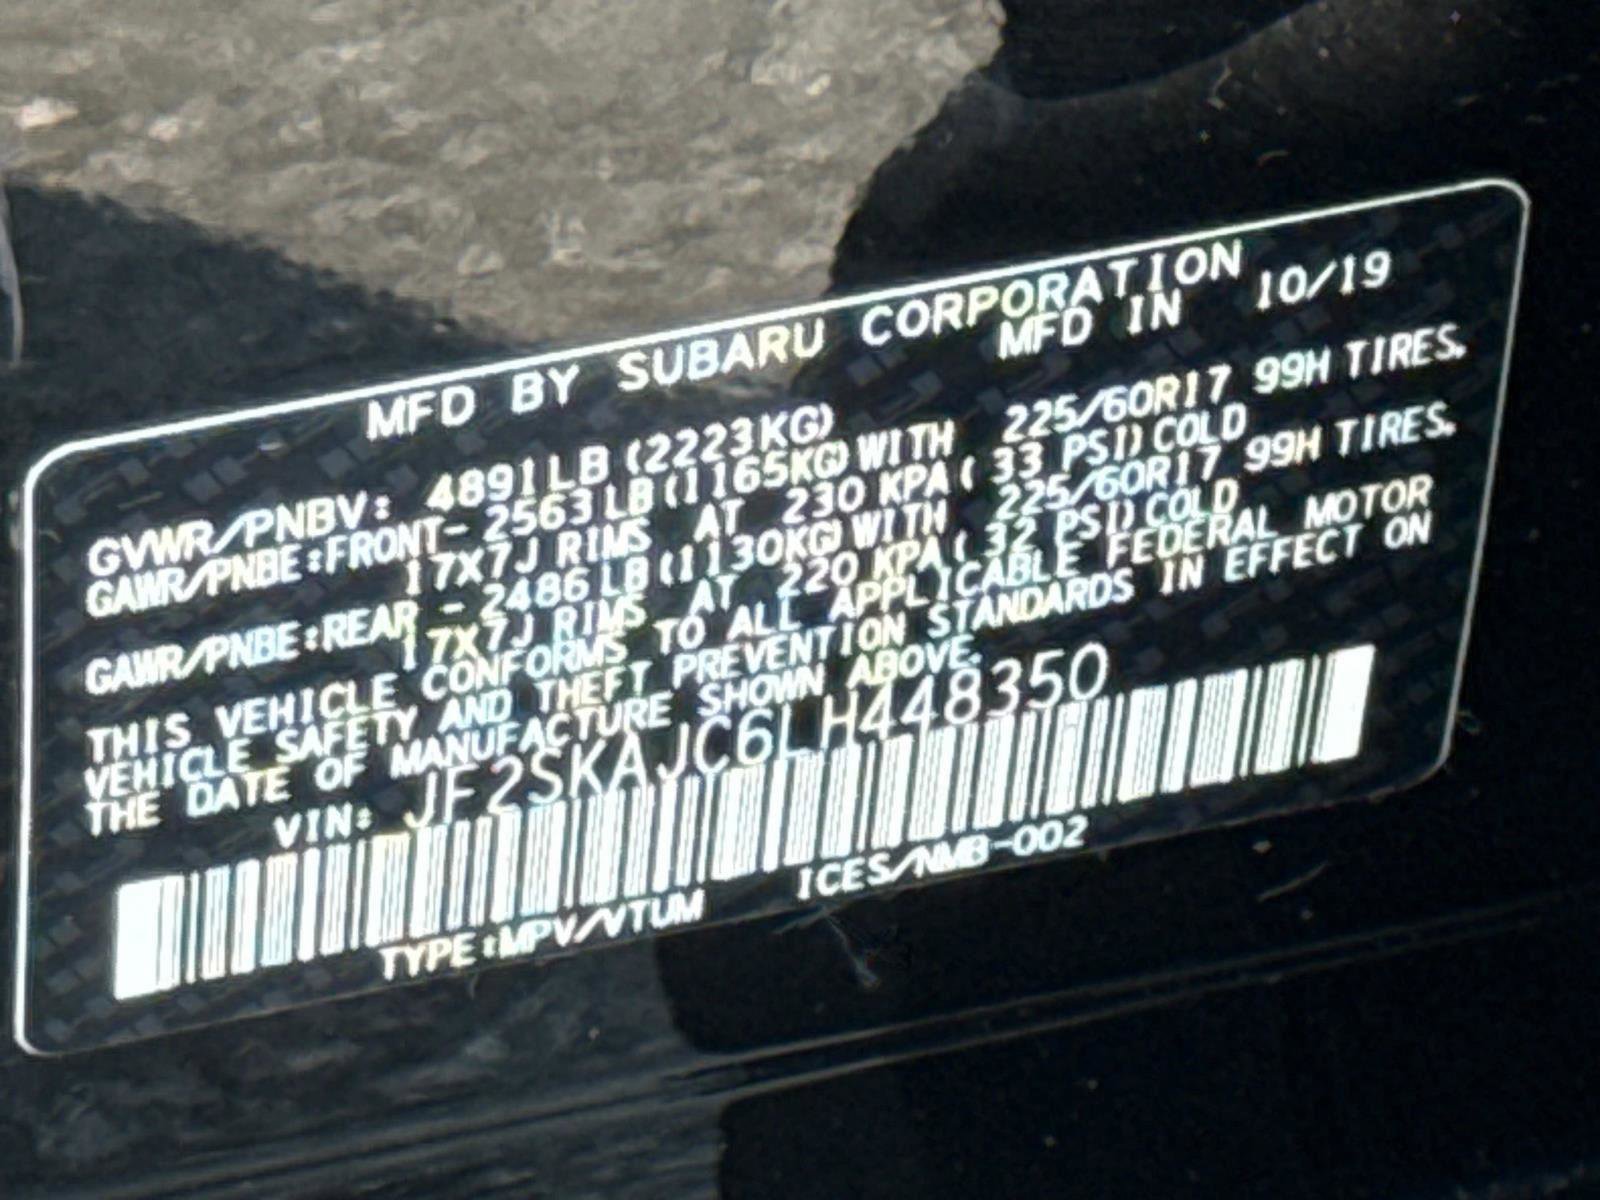 MFD BY SUBARU CORPORATION
MFD IN 10/19
GVWR/PNBV: 4891LB (2223KG)
GAWR/PNBE:FRONT- 2563LB (1165KG) WITH 225/60R17 99H TIRES.
17X7J RIMS AT 230 KPA ( 33 PSI) COLD
GAWR/PNBE:REAR - 2486LB (1130KG) WITH 225/60R17 99H TIRES.
17X7J RIMS AT 220 KPA ( 32 PSI) COLD
THIS VEHICLE CONFORMS TO ALL APPLICABLE FEDERAL MOTOR
VEHICLE SAFETY AND THEFT PREVENTION STANDARDS IN EFFECT ON
THE DATE OF MANUFACTURE SHOWN ABOVE.
VIN: JF2SKAJC6LH448350
TYPE:MPV/VTUM ICES/NMB-002